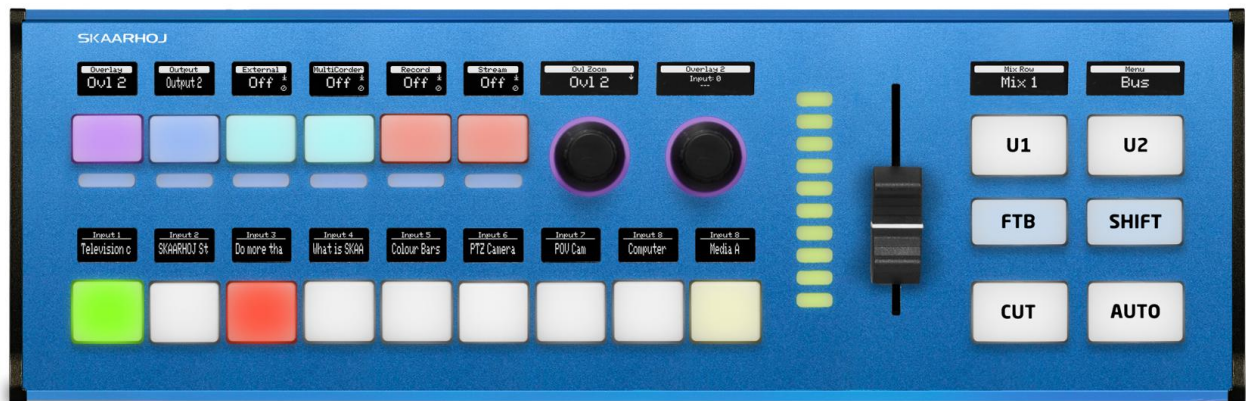 SKAARHOJ
Overlay
Ovl 2
Output
Output 2
External
Off
MultiCorder
Off
Record
Off
Stream
Off
Ovl Zoom
Ovl 2
Overlay 2
Input: 0
---
Mix Row
Mix 1
Menu
Bus
U1
U2
FTB
SHIFT
Input 1
Television c
Input 2
SKAARHOJ St
Input 3
Do more tha
Input 4
What is SKAA
Input 5
Colour Bars
Input 6
PTZ Camera
Input 7
POV Cam
Input 8
Computer
Input 8
Media A
CUT
AUTO